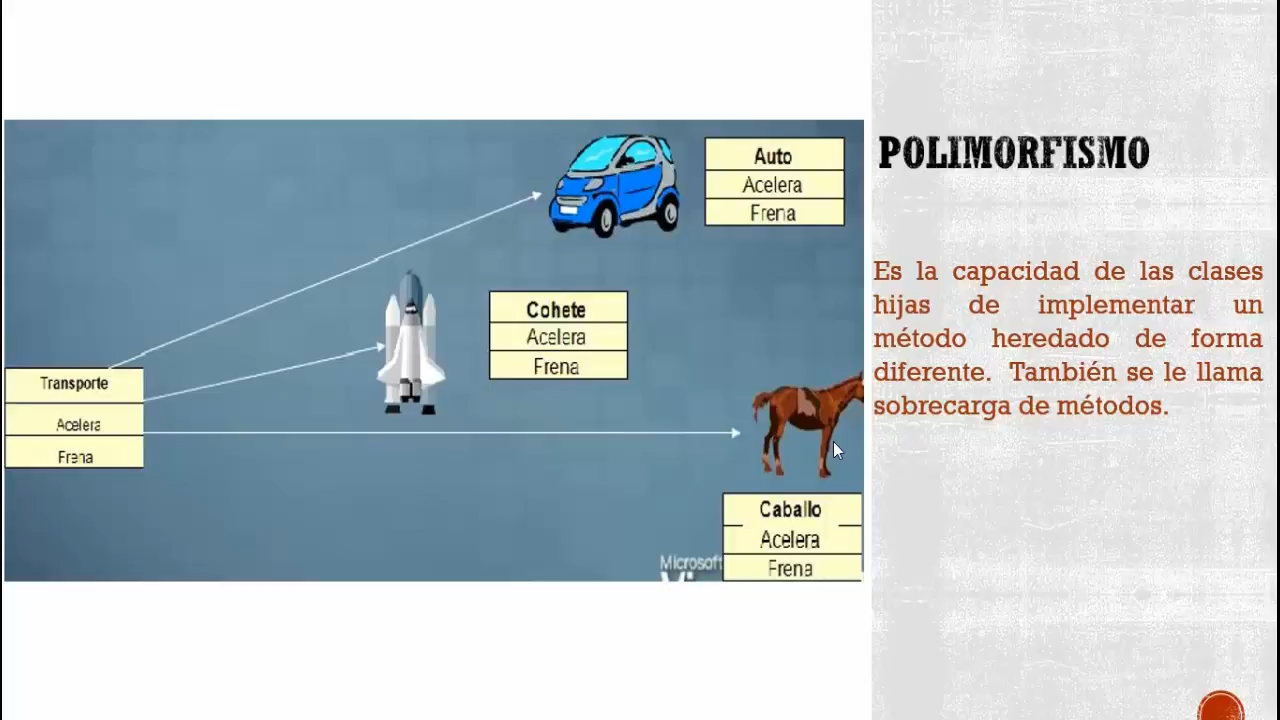 POLIMORFISMO
Es la capacidad de las clases
hijas de implementar un
método heredado de forma
diferente. También se le llama
sobrecarga de métodos.
Auto
Acelera
Frena
Cohete
Acelera
Frena
Transporte
Acelera
Frena
Caballo
Acelera
Frena
Microsoft